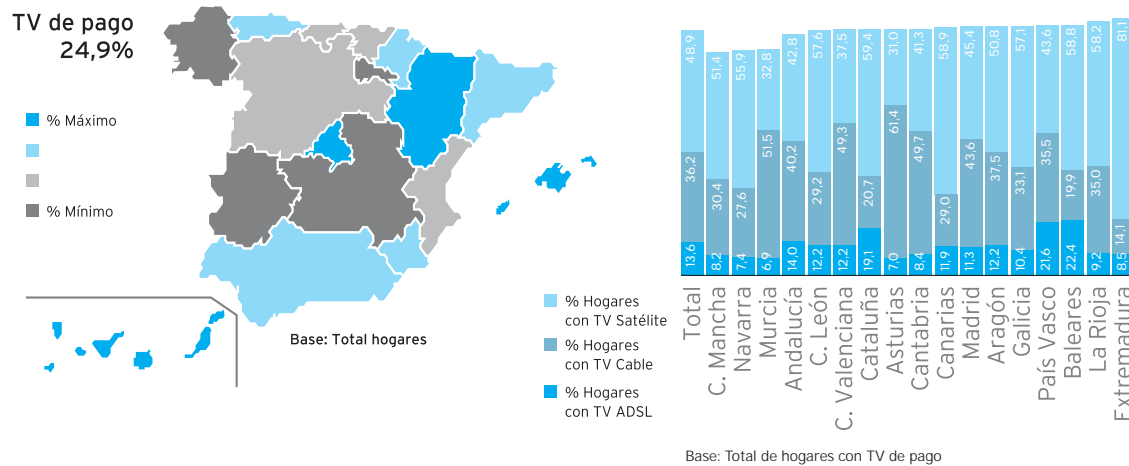 TV de pago
24,9%
% Máximo
% Mínimo
Base: Total hogares
% Hogares
con TV Satélite
% Hogares
con TV Cable
% Hogares
con TV ADSL
48,9 51,4 55,9 32,8 42,8 57,6 37,5 59,4 31,0 41,3 58,9 45,4 50,8 57,1 43,6 58,8 58,2 81,1
36,2 30,4 27,6 51,5 40,2 29,2 49,3 20,7 61,4 49,7 29,0 43,6 37,5 33,1 35,5 19,9 35,0 14,1
13,6 8,2 7,4 6,9 14,0 12,2 12,2 19,1 7,0 8,4 11,9 11,3 12,2 10,4 21,6 22,4 9,2 8,5
Total
C. Mancha
Navarra
Murcia
Andalucía
C. León
C. Valenciana
Cataluña
Asturias
Cantabria
Canarias
Madrid
Aragón
Galicia
País Vasco
Baleares
La Rioja
Extremadura
Base: Total de hogares con TV de pago